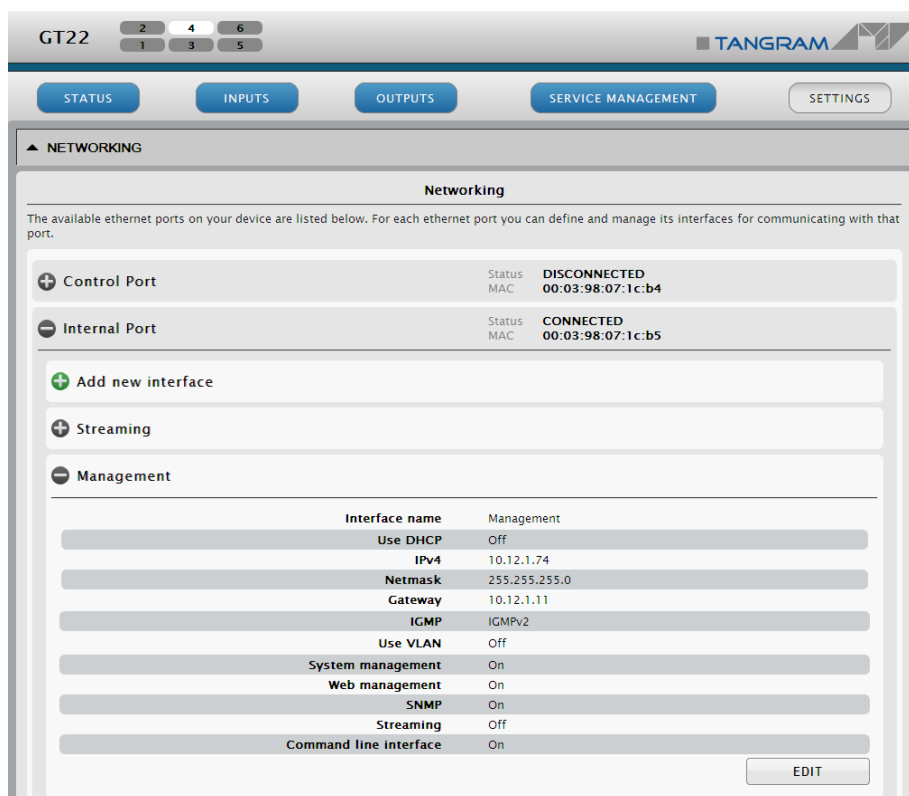 GT22
2 4 6
1 3 5
TANGRAM
STATUS INPUTS OUTPUTS SERVICE MANAGEMENT SETTINGS
NETWORKING
Networking
The available ethernet ports on your device are listed below. For each ethernet port you can define and manage its interfaces for communicating with that
port.
Control Port Status DISCONNECTED
MAC 00:03:98:07:1c:b4
Internal Port Status CONNECTED
MAC 00:03:98:07:1c:b5
Add new interface
Streaming
Management
Interface name Management
Use DHCP Off
IPv4 10.12.1.74
Netmask 255.255.255.0
Gateway 10.12.1.11
IGMP IGMPv2
Use VLAN Off
System management On
Web management On
SNMP On
Streaming Off
Command line interface On
EDIT